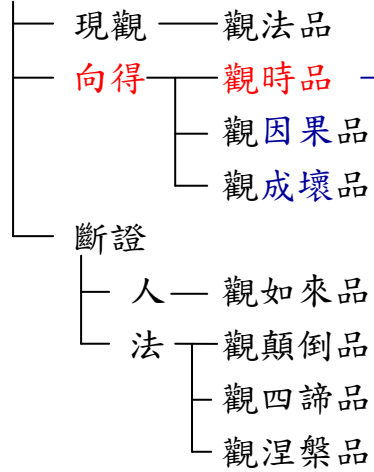 現觀 觀法品
向得 觀時品
觀因果品
觀成壞品
斷證
人 觀如來品
法 觀顛倒品
觀四諦品
觀涅槃品